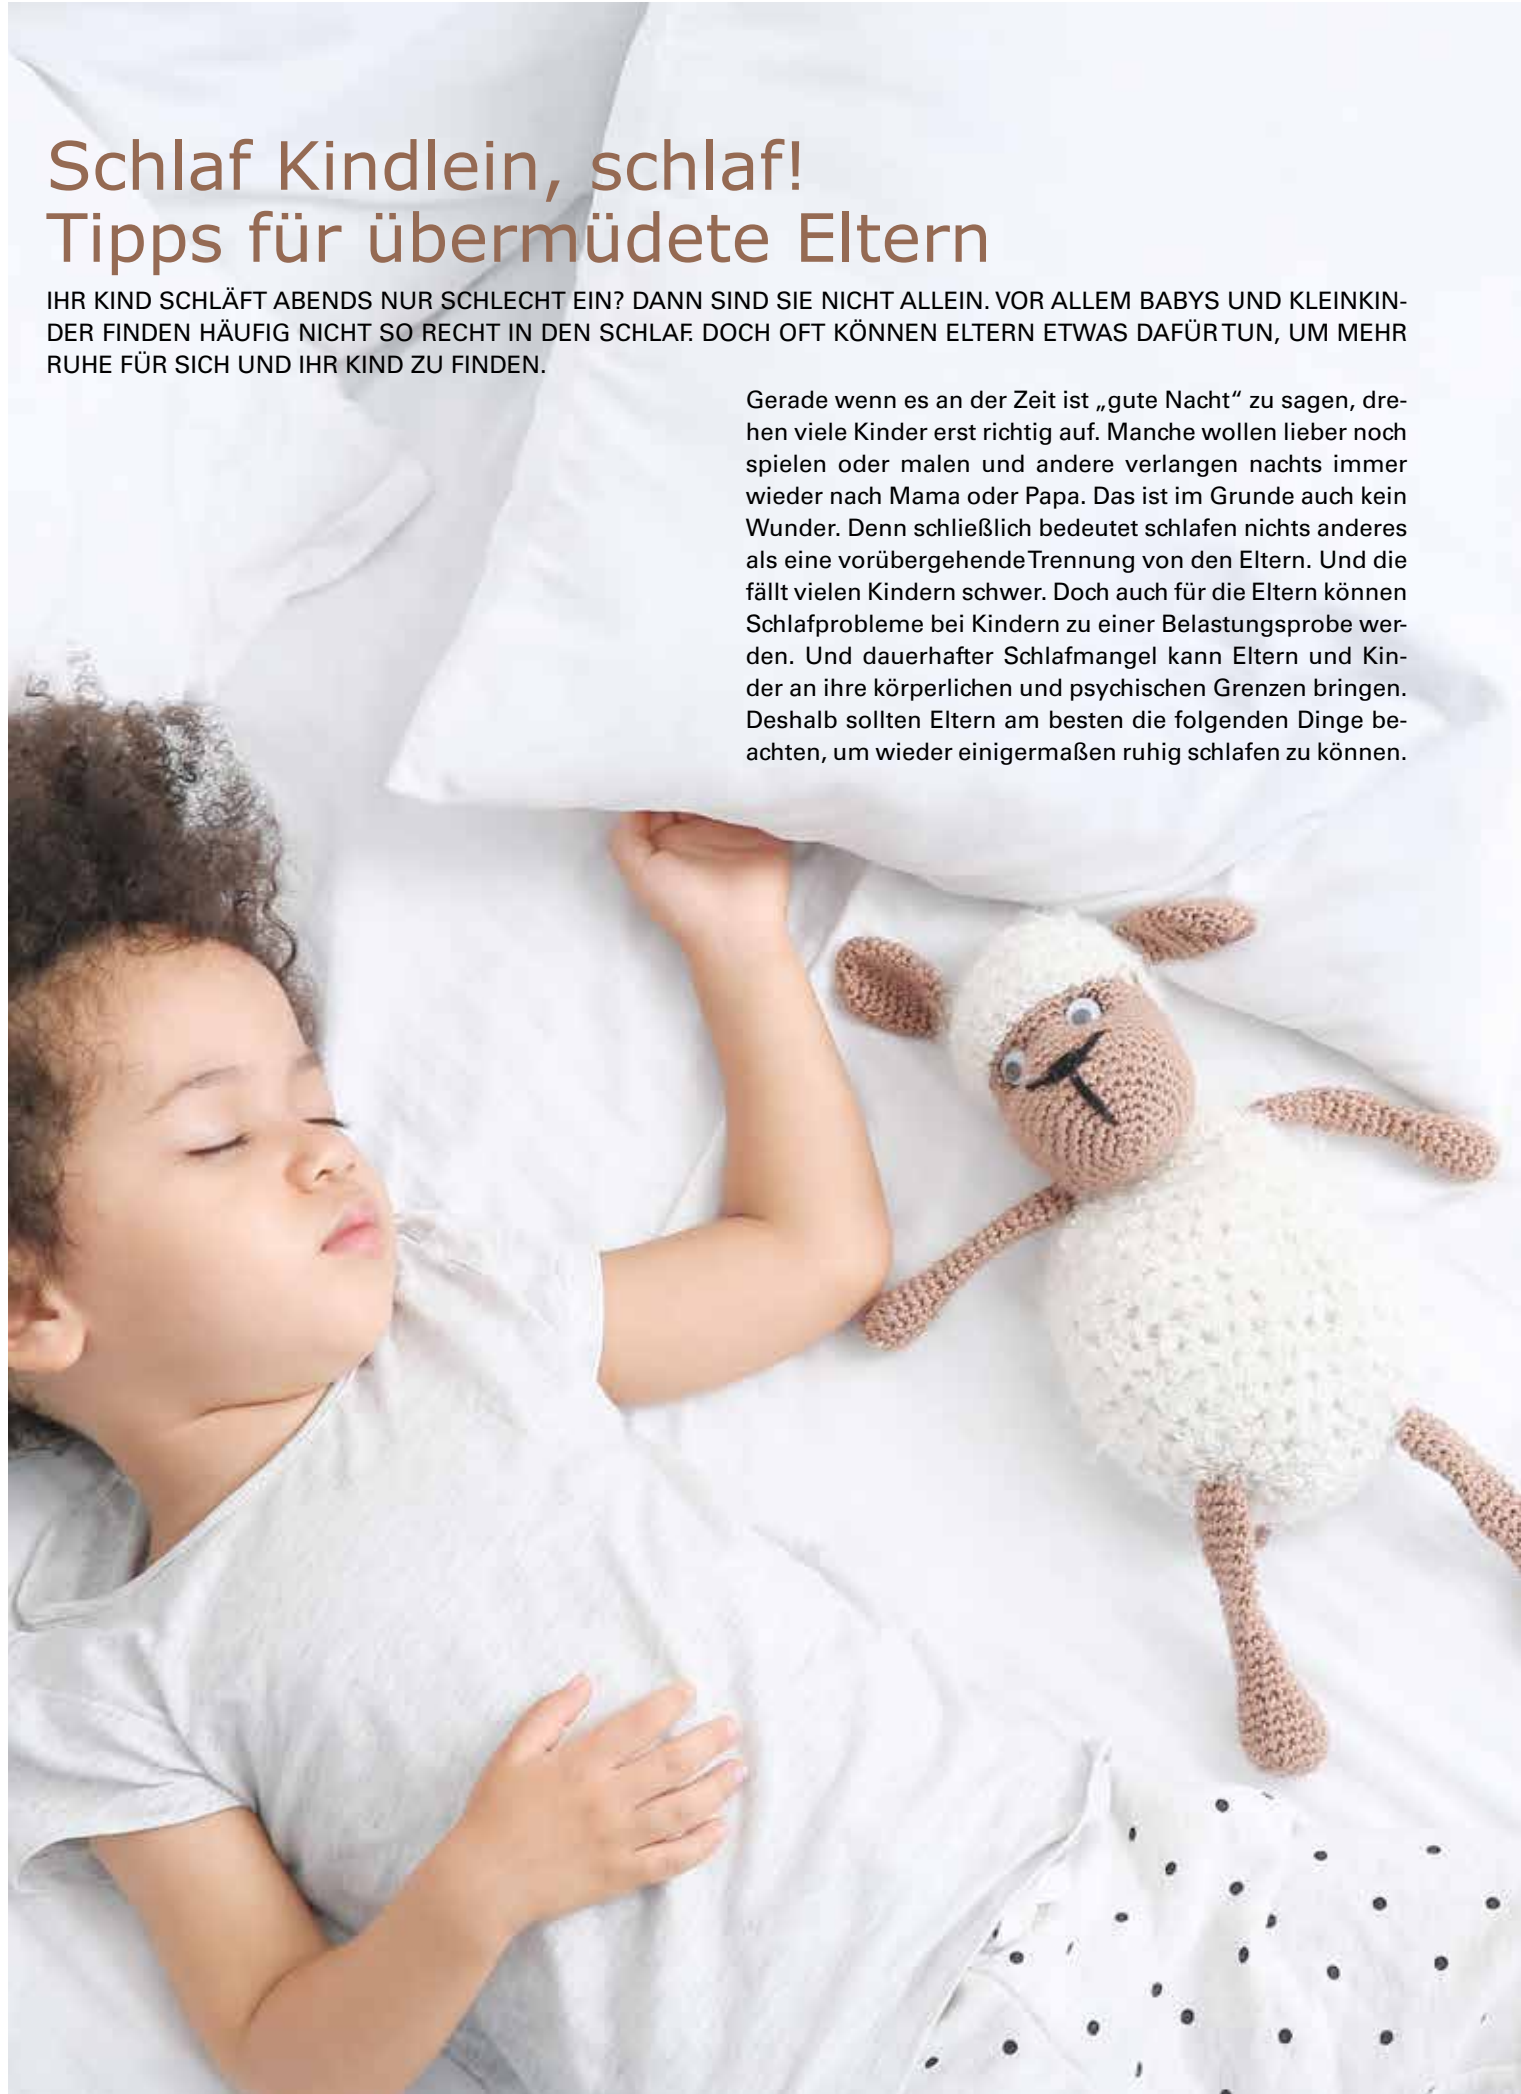 Schlaf Kindlein, schlaf!
Tipps für übermüdete Eltern
IHR KIND SCHLÄFT ABENDS NUR SCHLECHT EIN? DANN SIND SIE NICHT ALLEIN. VOR ALLEM BABYS UND KLEINKIN-
DER FINDEN HÄUFIG NICHT SO RECHT IN DEN SCHLAF. DOCH OFT KÖNNEN ELTERN ETWAS DAFÜR TUN, UM MEHR
RUHE FÜR SICH UND IHR KIND ZU FINDEN.
Gerade wenn es an der Zeit ist „gute Nacht“ zu sagen, dre-
hen viele Kinder erst richtig auf. Manche wollen lieber noch
spielen oder malen und andere verlangen nachts immer
wieder nach Mama oder Papa. Das ist im Grunde auch kein
Wunder. Denn schließlich bedeutet schlafen nichts anderes
als eine vorübergehende Trennung von den Eltern. Und die
fällt vielen Kindern schwer. Doch auch für die Eltern können
Schlafprobleme bei Kindern zu einer Belastungsprobe wer-
den. Und dauerhafter Schlafmangel kann Eltern und Kin-
der an ihre körperlichen und psychischen Grenzen bringen.
Deshalb sollten Eltern am besten die folgenden Dinge be-
achten, um wieder einigermaßen ruhig schlafen zu können.